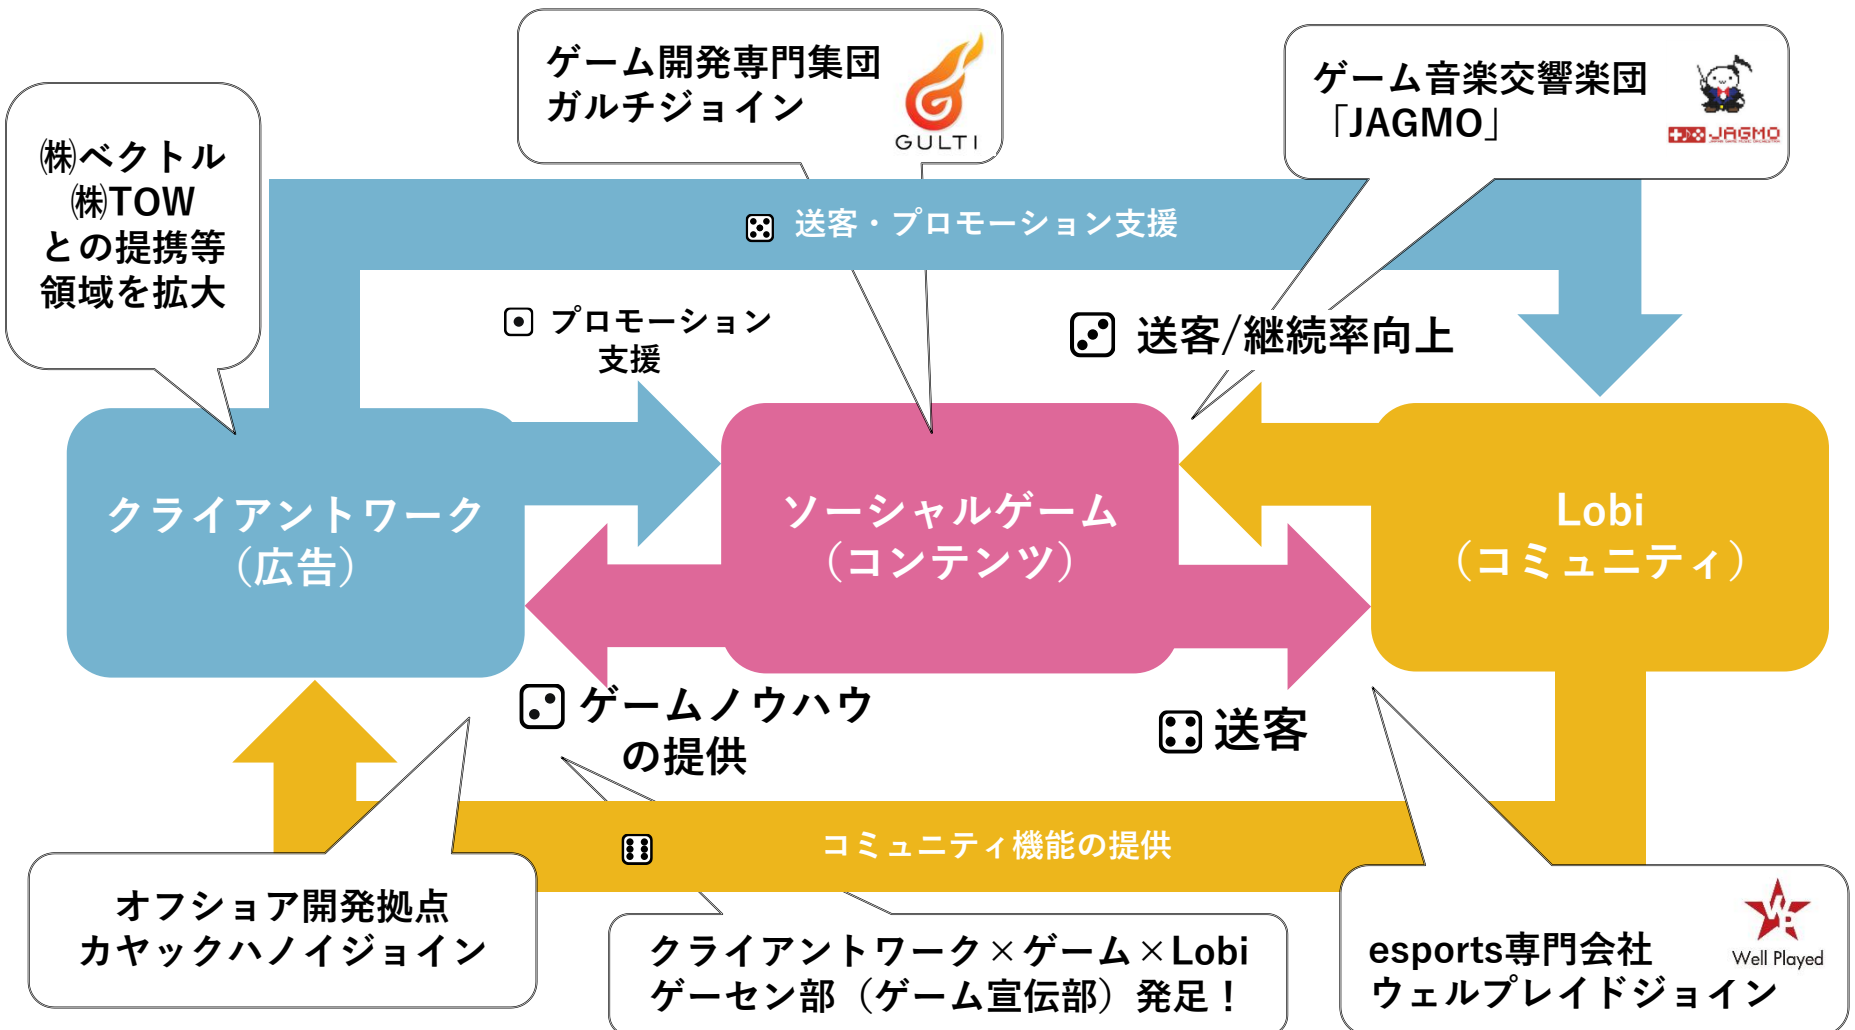 ゲーム開発専門集団
ガルチジョイン
GULTI
ゲーム音楽交響楽団
「JAGMO」
JAGMO
㈱ベクトル
㈱TOW
との提携等
領域を拡大
送客・プロモーション支援
プロモーション
支援
送客/継続率向上
クライアントワーク
（広告）
ソーシャルゲーム
（コンテンツ）
Lobi
（コミュニティ）
ゲームノウハウ
の提供
送客
コミュニティ機能の提供
オフショア開発拠点
カヤックハノイジョイン
クライアントワーク×ゲーム×Lobi
ゲーセン部（ゲーム宣伝部）発足！
Well Played
esports専門会社
ウェルプレイドジョイン